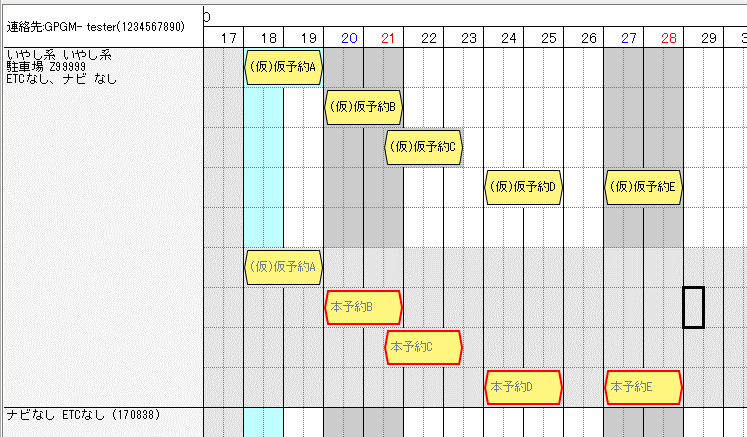 0
連絡先:GPGM- tester(1234567890)
17 18 19 20 21 22 23 24 25 26 27 28 29 3
いやし系 いやし系
駐車場 Z99999
ETCなし、ナビ なし
(仮)仮予約A
(仮)仮予約B
(仮)仮予約C
(仮)仮予約D (仮)仮予約E
(仮)仮予約A
本予約B
本予約C
本予約D 本予約E
ナビなし ETCなし (170838)